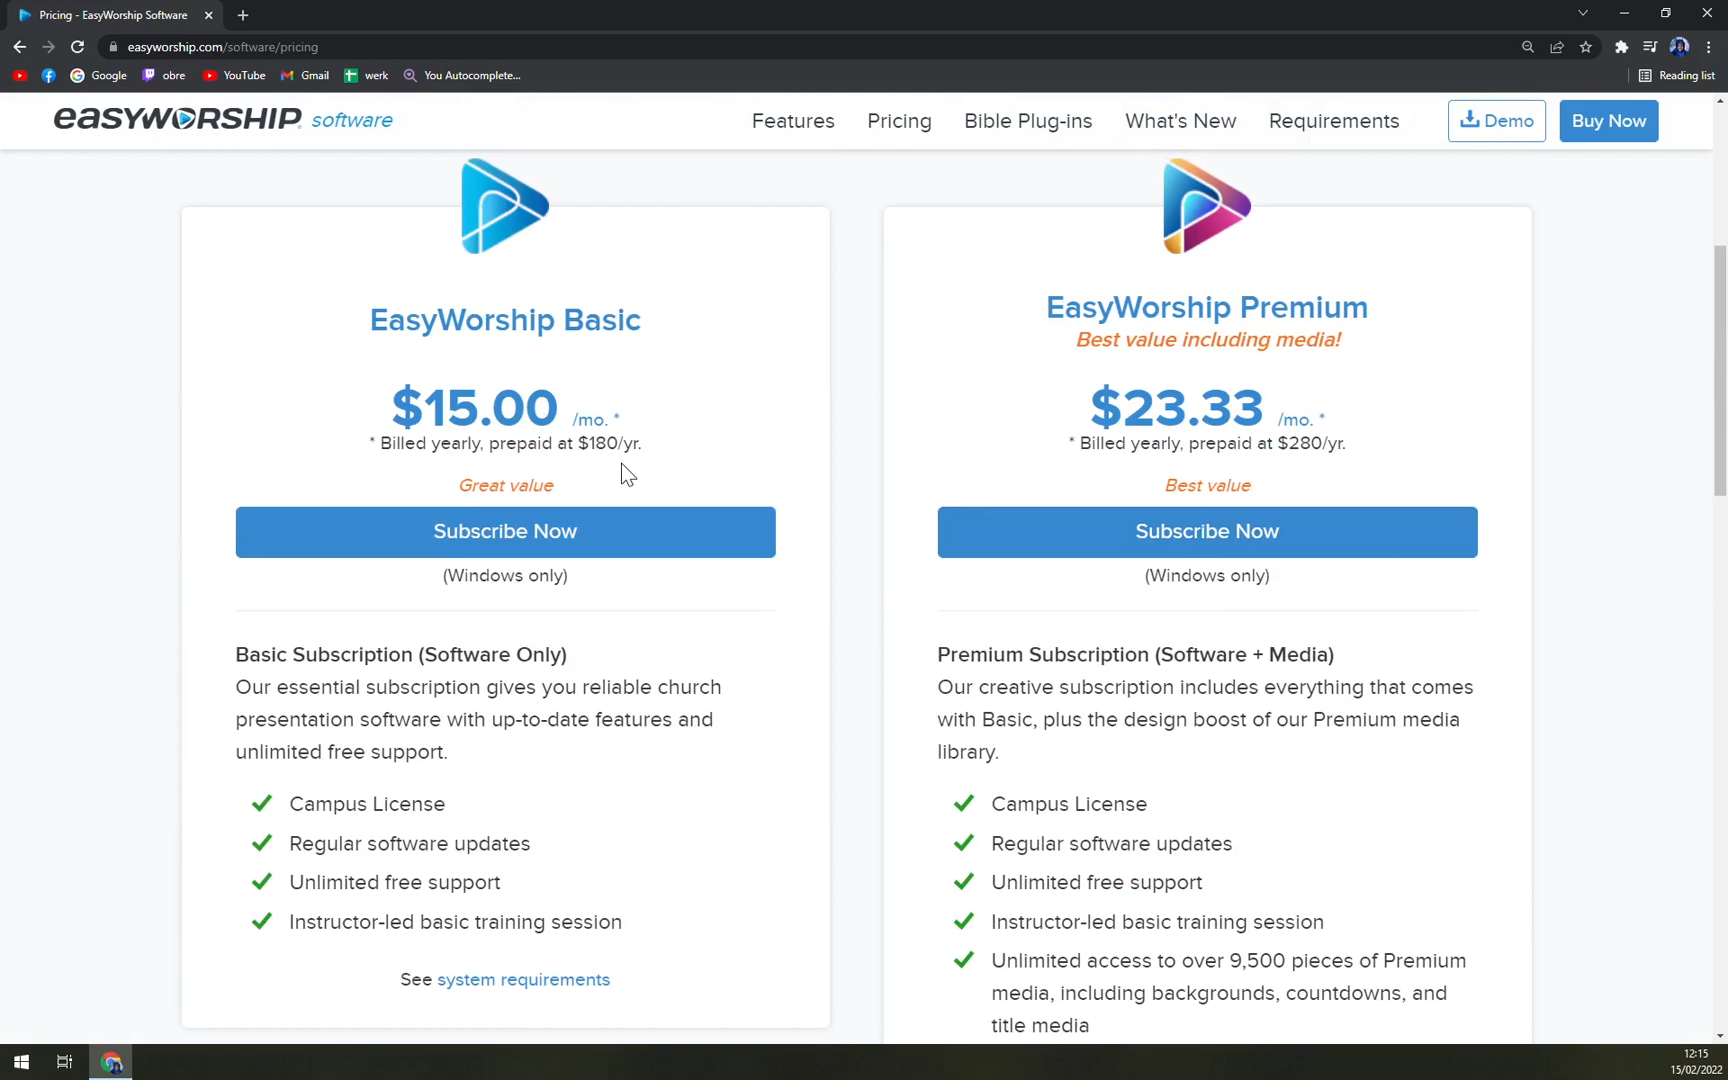 Pricing - EasyWorship Software
easyworship.com/software/pricing
Google
obre
YouTube
Gmail
werk
You Autocomplete...
Reading list
easyWORSHIP software
Features
Pricing
Bible Plug-ins
What's New
Requirements
Demo
Buy Now
EasyWorship Basic
$15.00 /mo. *
* Billed yearly, prepaid at $180/yr.
Great value
Subscribe Now
(Windows only)
Basic Subscription (Software Only)
Our essential subscription gives you reliable church
presentation software with up-to-date features and
unlimited free support.
Campus License
Regular software updates
Unlimited free support
Instructor-led basic training session
See system requirements
EasyWorship Premium
Best value including media!
$23.33 /mo. *
* Billed yearly, prepaid at $280/yr.
Best value
Subscribe Now
(Windows only)
Premium Subscription (Software + Media)
Our creative subscription includes everything that comes
with Basic, plus the design boost of our Premium media
library.
Campus License
Regular software updates
Unlimited free support
Instructor-led basic training session
Unlimited access to over 9,500 pieces of Premium
media, including backgrounds, countdowns, and
title media
12:15
15/02/2022